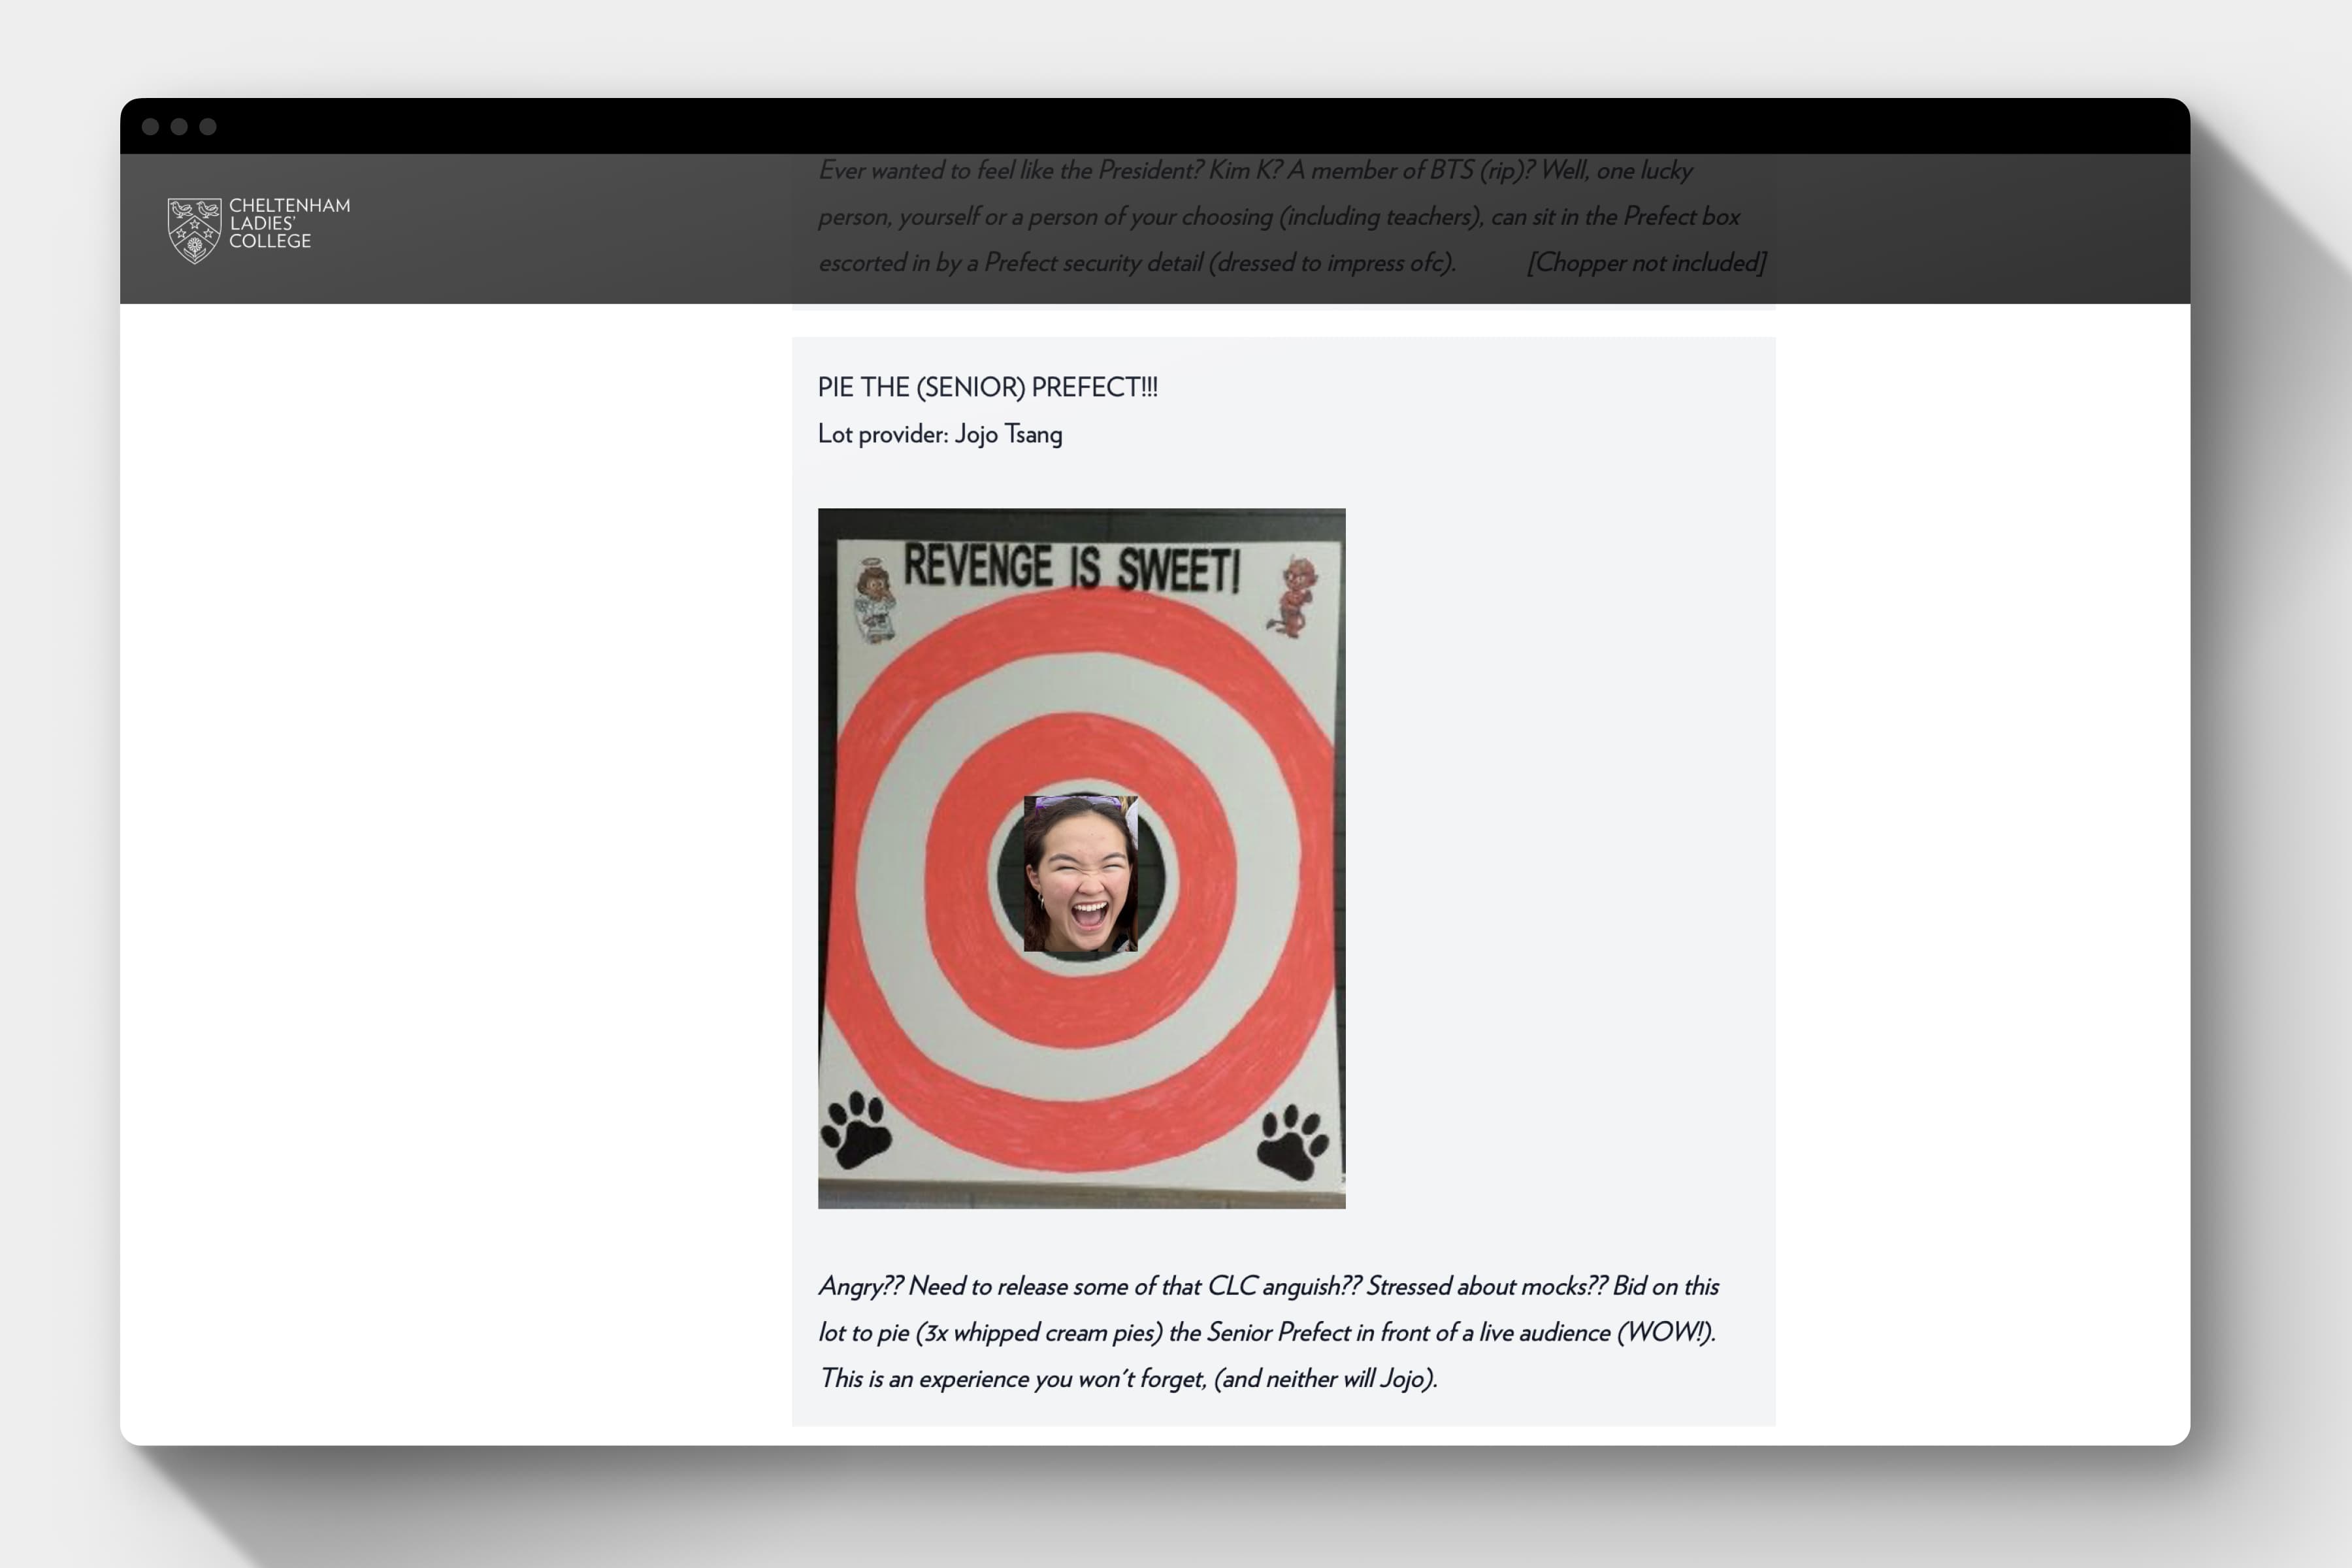 CHELTENHAM
LADIES'
COLLEGE
Ever wanted to feel like the President? Kim K? A member of BTS (rip)? Well, one lucky
person, yourself or a person of your choosing (including teachers), can sit in the Prefect box
escorted in by a Prefect security detail (dressed to impress ofc). [Chopper not included]
PIE THE (SENIOR) PREFECT!!!
Lot provider: Jojo Tsang
REVENGE IS SWEET!
Angry?? Need to release some of that CLC anguish?? Stressed about mocks?? Bid on this
lot to pie (3x whipped cream pies) the Senior Prefect in front of a live audience (WOW!).
This is an experience you won't forget, (and neither will Jojo).